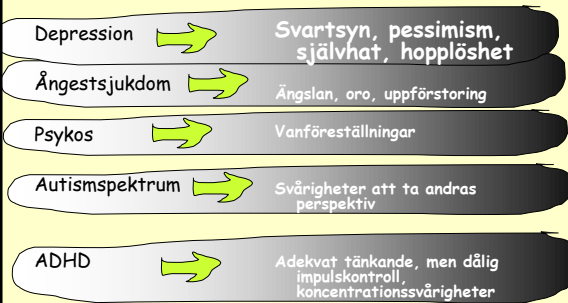 Depression
Svartsyn, pessimism,
självhat, hopplöshet
Ångestsjukdom
Ängslan, oro, uppförstoring
Psykos
Vanföreställningar
Autismspektrum
Svårigheter att ta andras
perspektiv
ADHD
Adekvat tänkande, men dålig
impulskontroll,
koncentrationssvårigheter